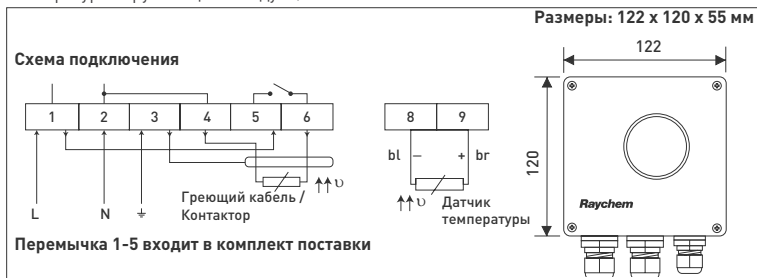 Размеры: 122 x 120 x 55 мм
Схема подключения
122
1 2 3 4 5 6
8 9
bl – + br
120
Греющий кабель /
Контактор
υ
υ
Датчик
температуры
Raychem
L N
Перемычка 1-5 входит в комплект поставки